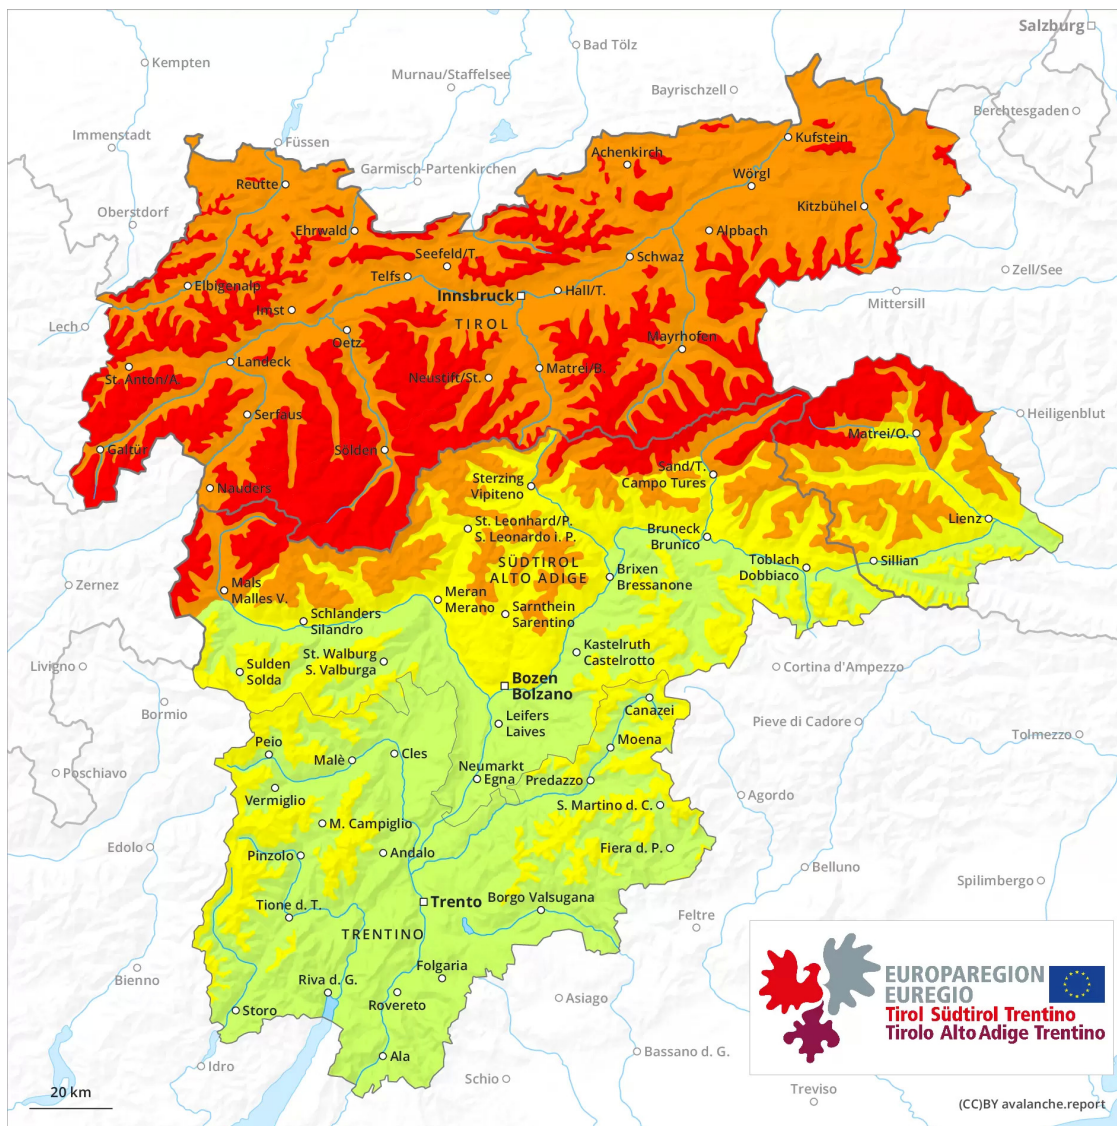 Salzburg
Bad Tölz
Kempten
Murnau/Staffelsee
Bayrischzell
Berchtesgaden
Immenstadt
Füssen
Kufstein
Achenkirch
Garmisch-Partenkirchen
Wörgl
Reutte
Oberstdorf
Kitzbühel
Ehrwald
Alpbach
Seefeld/T.
Schwaz
Telfs
Zell/See
Elbigenalp
Hall/T.
Innsbruck
Mittersill
Imst
TIROL
Lech
Oetz
Mayrhofen
Landeck
Matrei/B.
St. Anton/A.
Neustift/St.
Serfaus
Heiligenblut
Matrei/O.
Galtür
Sölden
Sand/T.
Campo Tures
Sterzing
Vipiteno
Nauders
St. Leonhard/P.
S. Leonardo i. P.
Lienz
Bruneck
Brunico
SÜDTIROL
ALTO ADIGE
Toblach
Dobbiaco
Sillian
Brixen
Bressanone
Zernez
Mals
Malles V.
Meran
Merano
Sarnthein
Sarentino
Schlanders
Silandro
Kastelruth
Castelrotto
St. Walburg
S. Valburga
Livigno
Sulden
Solda
Cortina d'Ampezzo
Bozen
Bolzano
Canazei
Bormio
Leifers
Laives
Pieve di Cadore
Tolmezzo
Peio
Moena
Cles
Malè
Poschiavo
Neumarkt
Egna
Predazzo
Agordo
Vermiglio
S. Martino d. C.
M. Campiglio
Edolo
Fiera d. P.
Pinzolo
Andalo
Belluno
Spilimbergo
Borgo Valsugana
Trento
Tione d. T.
Feltre
TRENTINO
Folgaria
Bienno
Riva d. G.
Rovereto
Asiago
Storo
Ala
Bassano d. G.
Idro
Schio
Treviso
EUROPAREGION
EUREGIO
Tirol Südtirol Trentino
Tirolo Alto Adige Trentino
20 km
(CC)BY avalanche.report